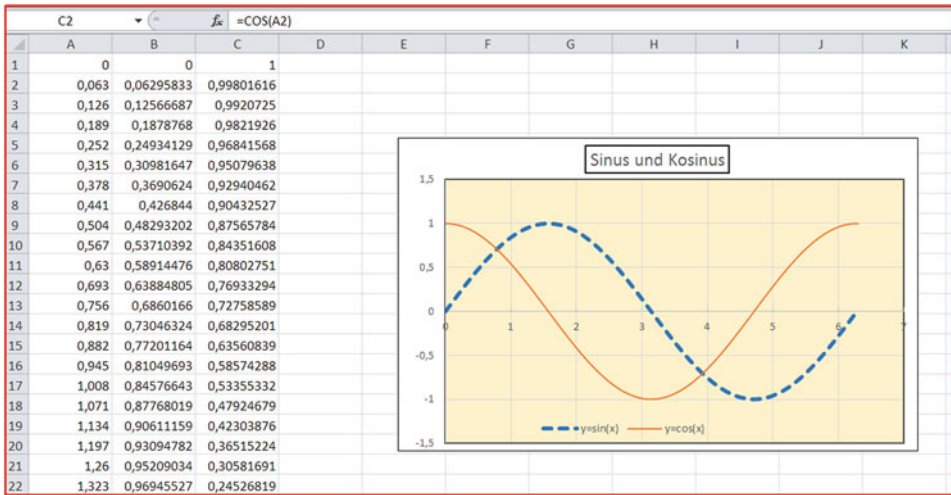 C2 fx =COS(A2)
A B C D E F G H I J K
1 0 0 1
2 0,063 0,06295833 0,99801616
3 0,126 0,12566687 0,9920725
4 0,189 0,1878768 0,9821926
5 0,252 0,24934129 0,96841568
6 0,315 0,30981647 0,95079638
7 0,378 0,3690624 0,92940462
8 0,441 0,426844 0,90432527
9 0,504 0,48293202 0,87565784
10 0,567 0,53710392 0,84351608
11 0,63 0,58914476 0,80802751
12 0,693 0,63884805 0,76933294
13 0,756 0,6860166 0,72758589
14 0,819 0,73046324 0,68295201
15 0,882 0,77201164 0,63560839
16 0,945 0,81049693 0,58574288
17 1,008 0,84576643 0,53355332
18 1,071 0,87768019 0,47924679
19 1,134 0,90611159 0,42303876
20 1,197 0,93094782 0,36515224
21 1,26 0,95209034 0,30581691
22 1,323 0,96945527 0,24526819
Sinus und Kosinus
1,5
1
0,5
0
0 1 2 3 4 5 6 7
-0,5
-1
-1,5
y=sin(x) y=cos(x)